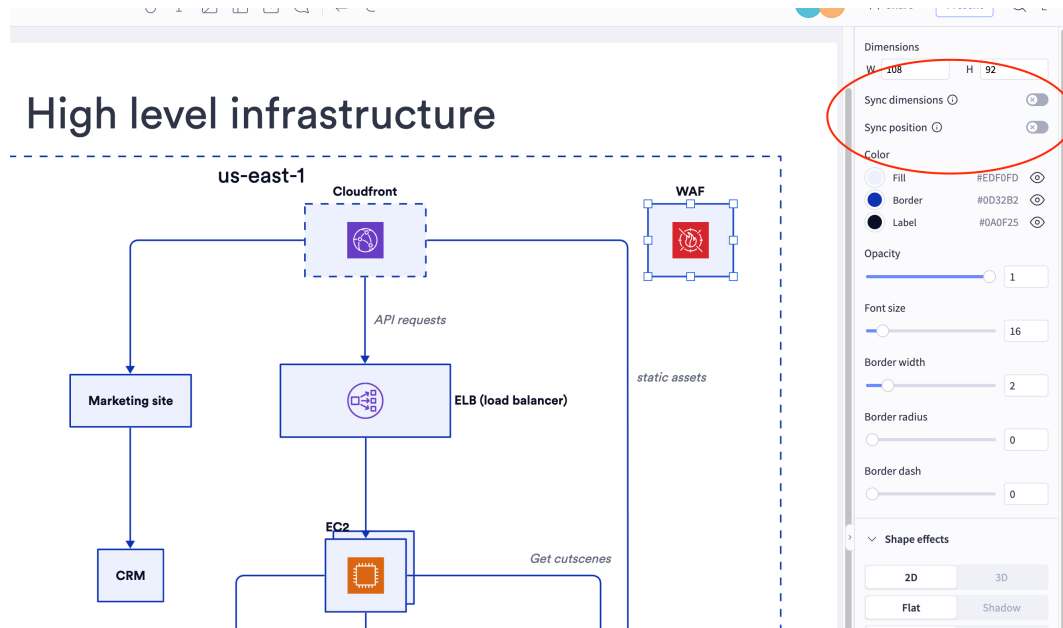 High level infrastructure
us-east-1
Cloudfront
WAF
API requests
static assets
Marketing site
ELB (load balancer)
EC2
Get cutscenes
CRM
Dimensions
W 108 H 92
Sync dimensions
Sync position
Color
Fill #EDF0FD
Border #0D32B2
Label #0A0F25
Opacity
1
Font size
16
Border width
2
Border radius
0
Border dash
0
Shape effects
2D 3D
Flat Shadow